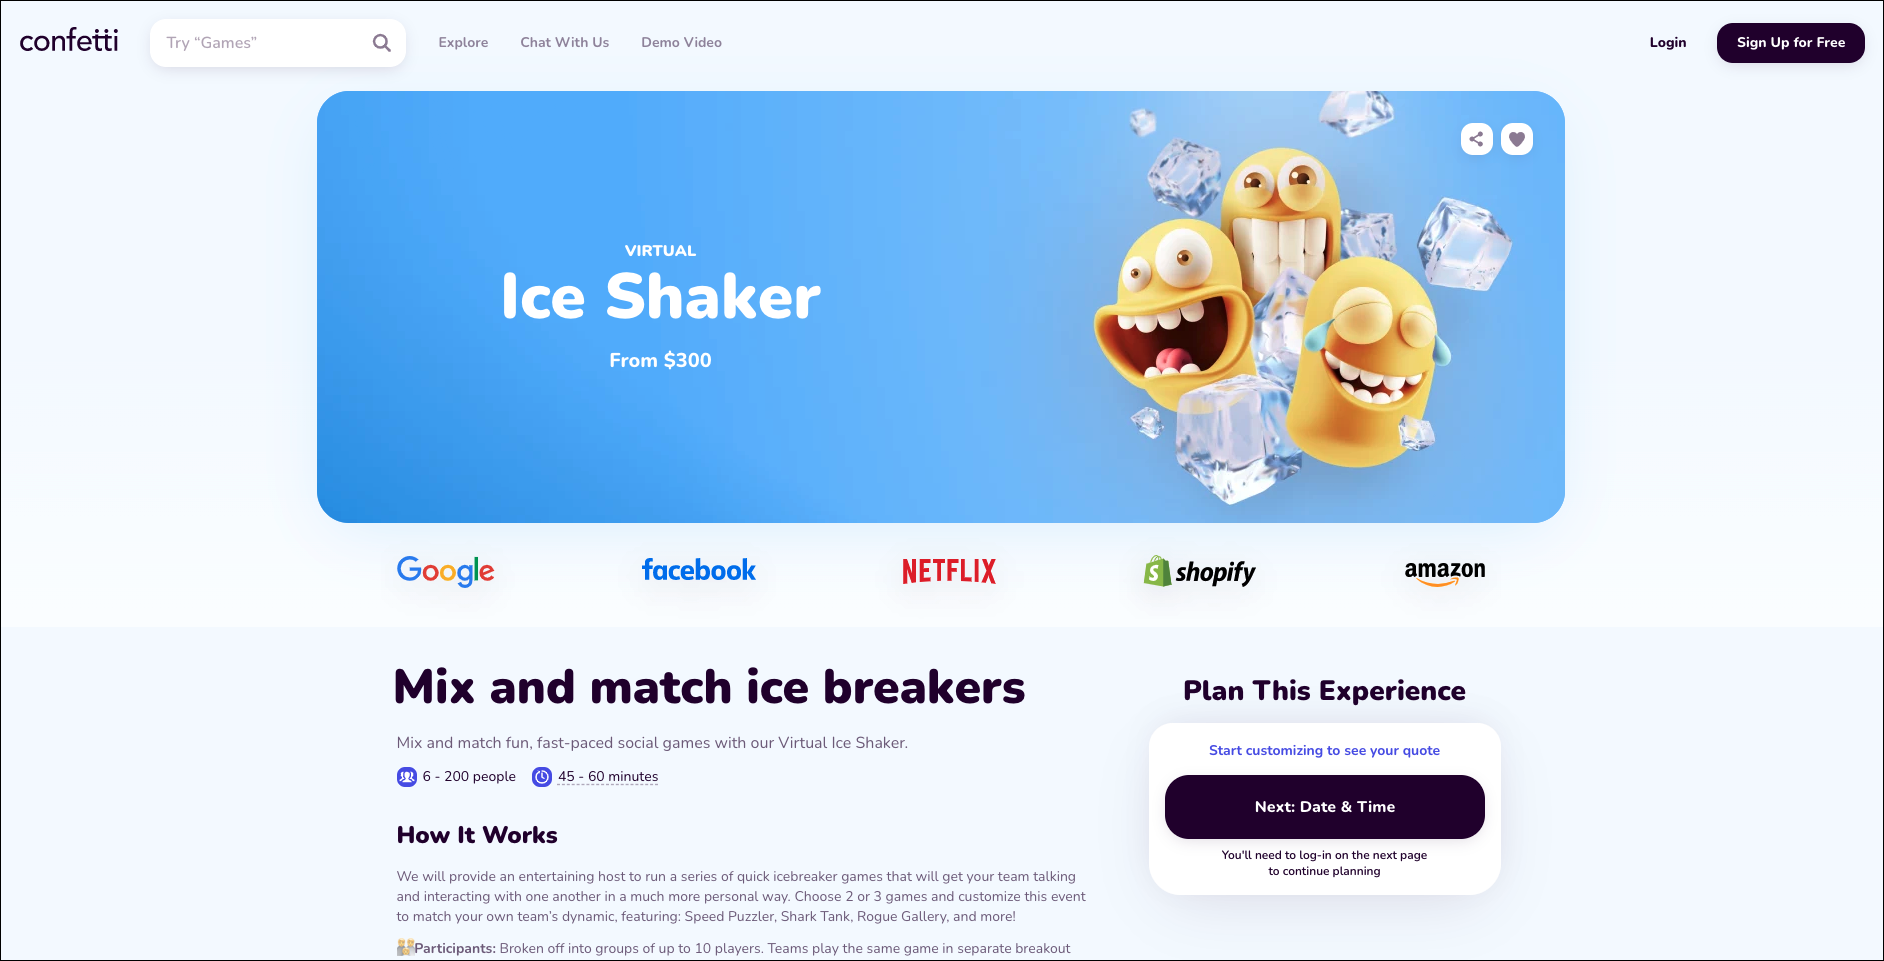 confetti
Try “Games”
Explore
Chat With Us
Demo Video
Login
Sign Up for Free
VIRTUAL
Ice Shaker
From $300
Google
facebook
NETFLIX
shopify
amazon
Mix and match ice breakers
Mix and match fun, fast-paced social games with our Virtual Ice Shaker.
6 - 200 people
45 - 60 minutes
How It Works
We will provide an entertaining host to run a series of quick icebreaker games that will get your team talking
and interacting with one another in a much more personal way. Choose 2 or 3 games and customize this event
to match your own team’s dynamic, featuring: Speed Puzzler, Shark Tank, Rogue Gallery, and more!
Participants: Broken off into groups of up to 10 players. Teams play the same game in separate breakout
Plan This Experience
Start customizing to see your quote
Next: Date & Time
You'll need to log-in on the next page
to continue planning